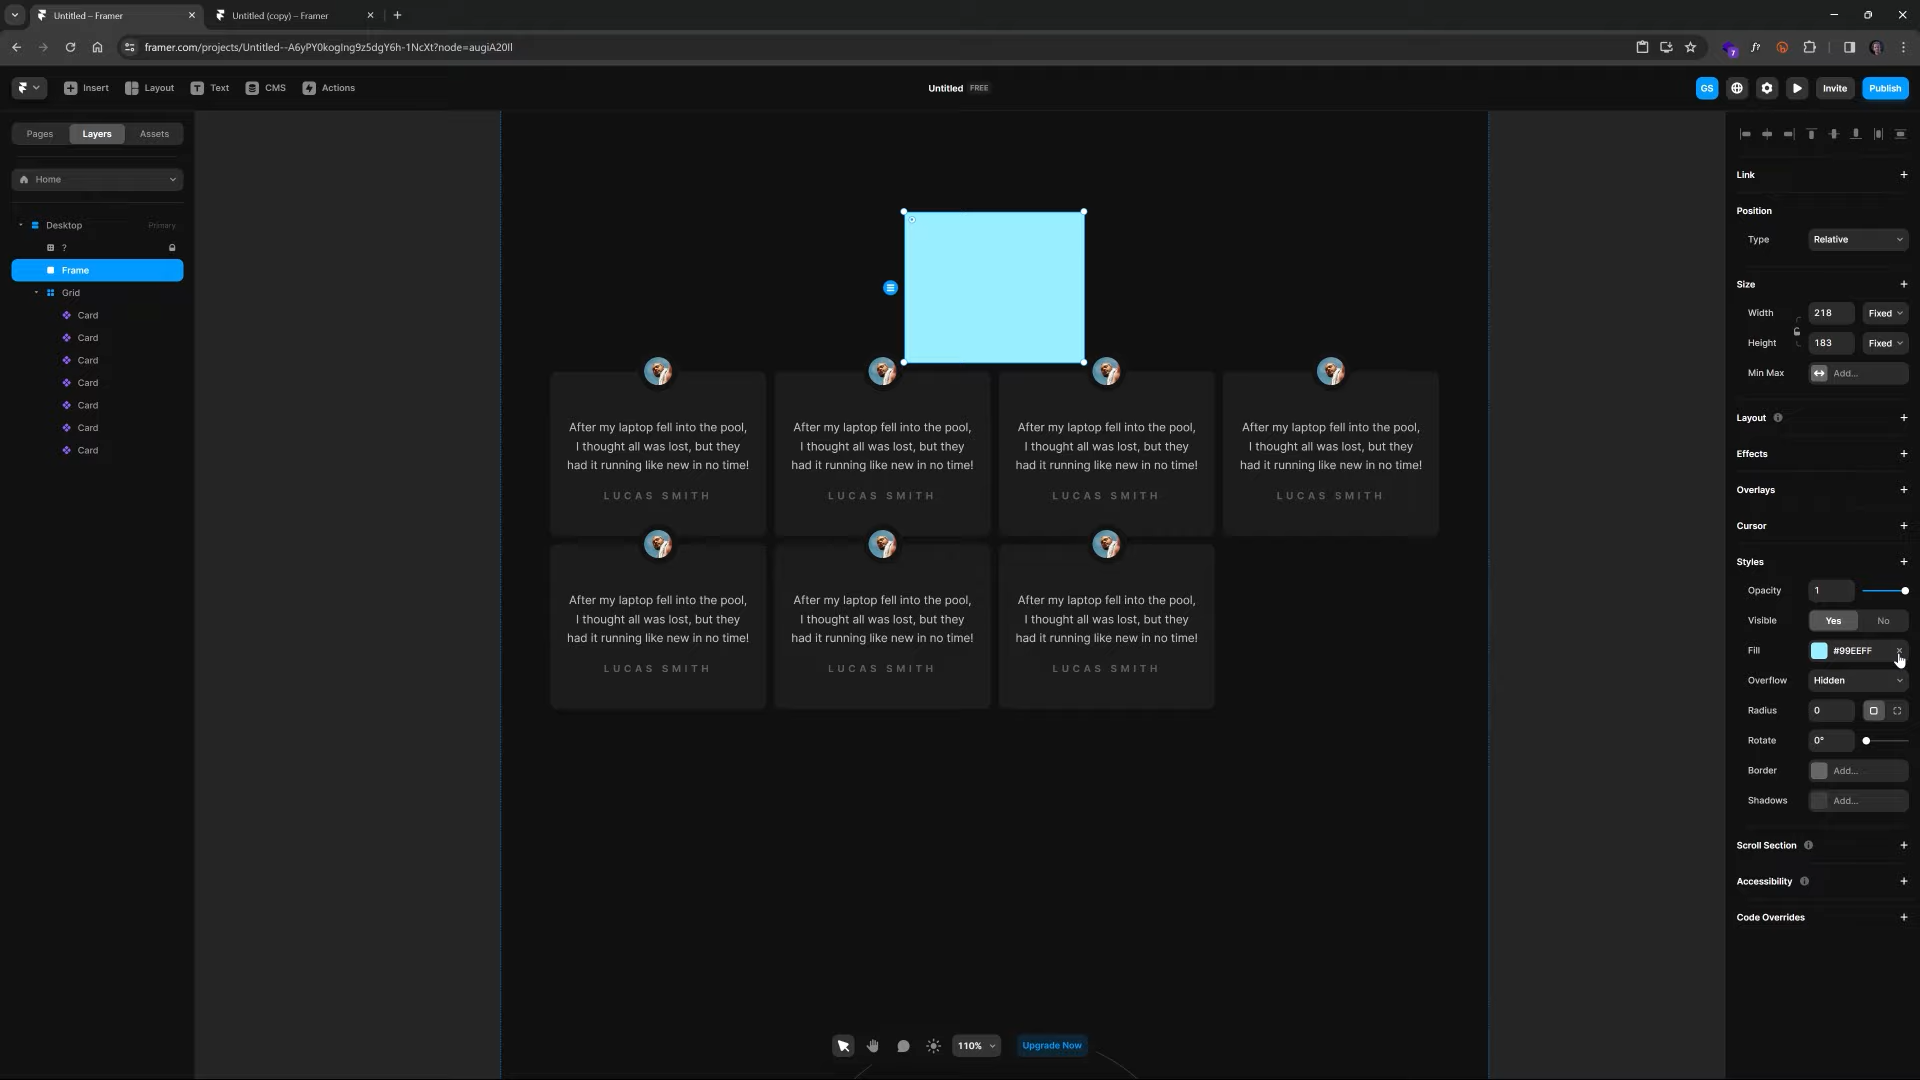 Untitled – Framer
Untitled (copy) – Framer
framer.com/projects/Untitled--A6yPY0kogIng9z5dgY6h-1NcXt?node=augiA20Il
7
f?
Insert
Layout
Text
CMS
Actions
Untitled FREE
GS
Invite
Publish
Pages
Layers
Assets
Home
Desktop
Primary
?
Frame
Grid
Card
Card
Card
Card
Card
Card
Card
After my laptop fell into the pool,
I thought all was lost, but they
had it running like new in no time!
LUCAS SMITH
After my laptop fell into the pool,
I thought all was lost, but they
had it running like new in no time!
LUCAS SMITH
After my laptop fell into the pool,
I thought all was lost, but they
had it running like new in no time!
LUCAS SMITH
After my laptop fell into the pool,
I thought all was lost, but they
had it running like new in no time!
LUCAS SMITH
After my laptop fell into the pool,
I thought all was lost, but they
had it running like new in no time!
LUCAS SMITH
After my laptop fell into the pool,
I thought all was lost, but they
had it running like new in no time!
LUCAS SMITH
After my laptop fell into the pool,
I thought all was lost, but they
had it running like new in no time!
LUCAS SMITH
110%
Upgrade Now
Link
Position
Type Relative
Size
Width 218 Fixed
Height 183 Fixed
Min Max Add...
Layout
Effects
Overlays
Cursor
Styles
Opacity 1
Visible Yes No
Fill #99EEFF
Overflow Hidden
Radius 0
Rotate 0°
Border Add...
Shadows Add...
Scroll Section
Accessibility
Code Overrides